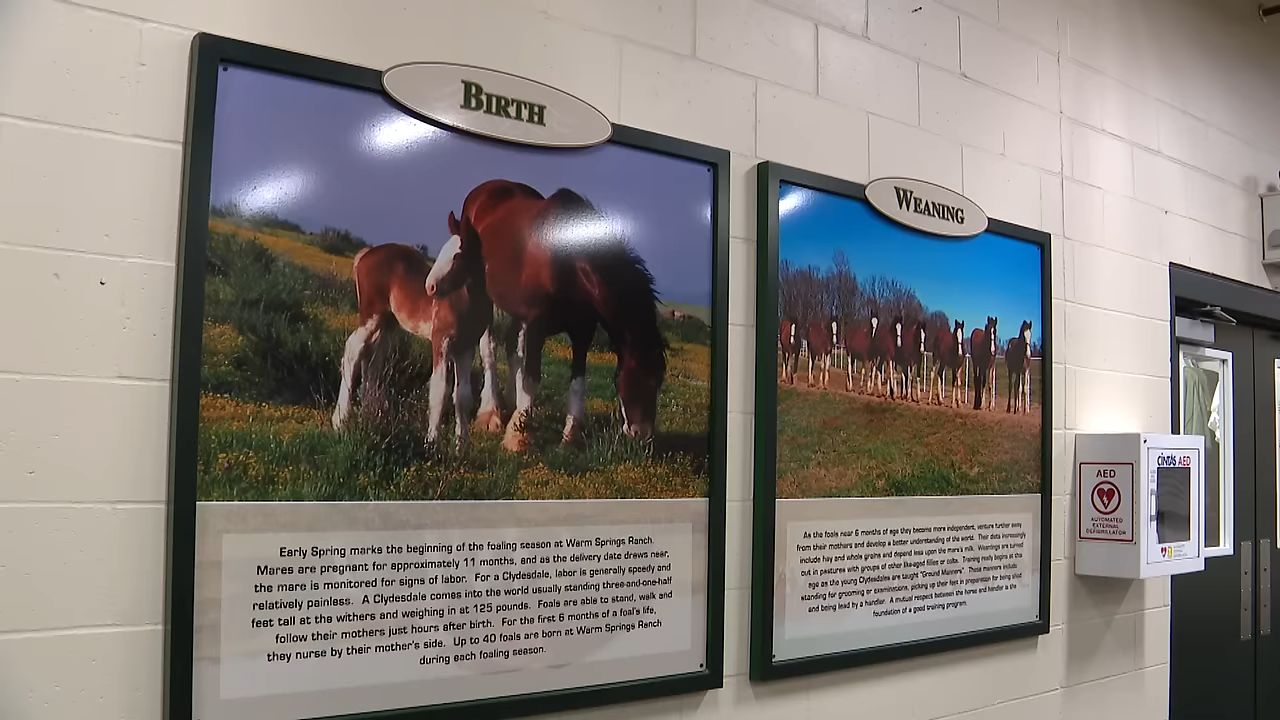 BIRTH
Early Spring marks the beginning of the foaling season at Warm Springs Ranch.
Mares are pregnant for approximately 11 months, and as the delivery date draws near,
the mare is monitored for signs of labor. For a Clydesdale, labor is generally speedy and
relatively painless. A Clydesdale comes into the world usually standing three-and-one-half
feet tall at the withers and weighing in at 125 pounds. Foals are able to stand, walk and
follow their mothers just hours after birth. For the first 6 months of a foal's life,
they nurse by their mother's side. Up to 40 foals are born at Warm Springs Ranch
during each foaling season.
WEANING
As the foals near 6 months of age they become more independent, venture further away
from their mothers and develop a better understanding of the world. Their diets increasingly
include hay and whole grains and depend less upon the mare's milk. Weanlings are turned
out in pastures with groups of other like-aged fillies or colts. Training begins at this
age as the young Clydesdales are taught "Ground Manners". These manners include
standing for grooming or examinations, picking up their feet in preparation for being shod
and being lead by a handler. A mutual respect between the horse and handler is the
foundation of a good training program.
AED
AUTOMATED
EXTERNAL
DEFIBRILLATOR
CINTAS AED